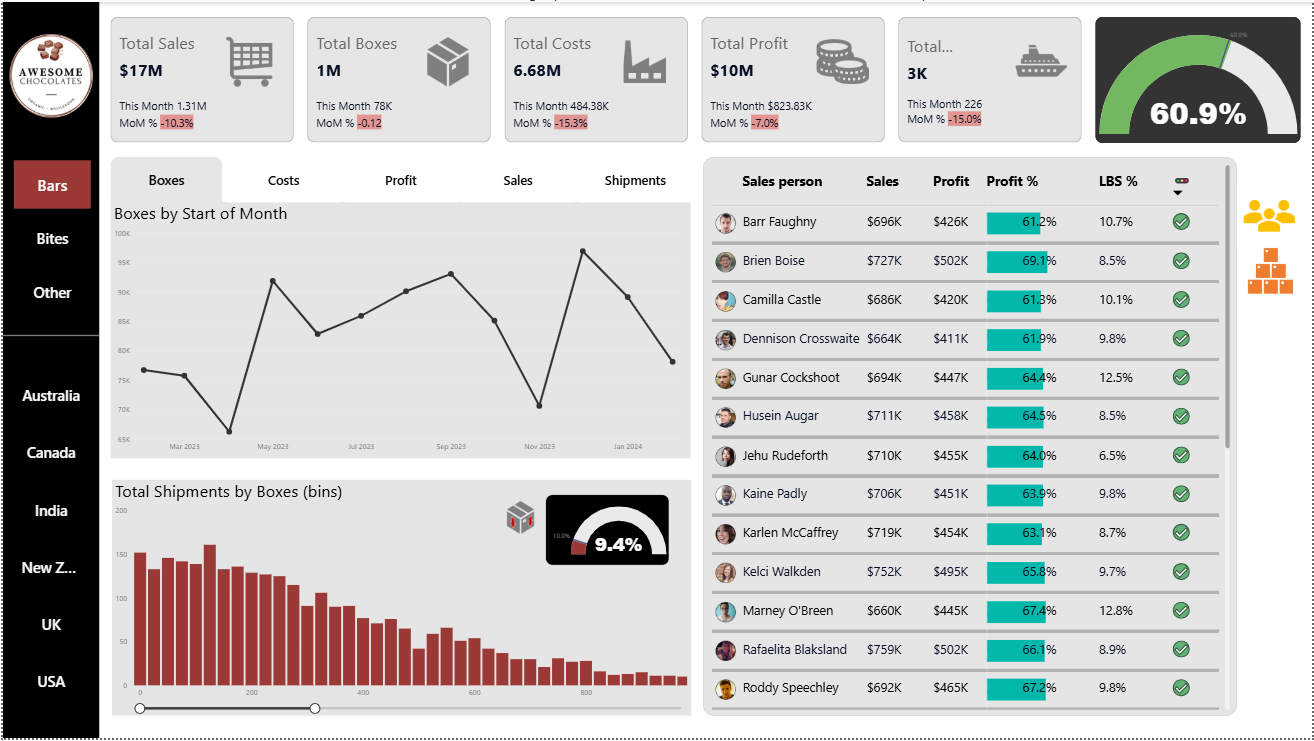 AWESOME
CHOCOLATES
Bars
Bites
Other
Australia
Canada
India
New Z...
UK
USA
Total Sales
$17M
This Month 1.31M
MoM % -10.3%
Total Boxes
1M
This Month 78K
MoM % -0.12
Total Costs
6.68M
This Month 484.38K
MoM % -15.3%
Total Profit
$10M
This Month $823.83K
MoM % -7.0%
Total...
3K
This Month 226
MoM % -15.0%
60.0%
60.9%
Boxes Costs Profit Sales Shipments
Boxes by Start of Month
100K
95K
90K
85K
80K
75K
70K
65K
Mar 2023 May 2023 Jul 2023 Sep 2023 Nov 2023 Jan 2024
Total Shipments by Boxes (bins)
200
150
100
50
0
0 200 400 600 800
10.0%
9.4%
Sales person Sales Profit Profit % LBS %
Barr Faughny $696K $426K 61.2% 10.7%
Brien Boise $727K $502K 69.1% 8.5%
Camilla Castle $686K $420K 61.3% 10.1%
Dennison Crosswaite $664K $411K 61.9% 9.8%
Gunar Cockshoot $694K $447K 64.4% 12.5%
Husein Augar $711K $458K 64.5% 8.5%
Jehu Rudeforth $710K $455K 64.0% 6.5%
Kaine Padly $706K $451K 63.9% 9.8%
Karlen McCaffrey $719K $454K 63.1% 8.7%
Kelci Walkden $752K $495K 65.8% 9.7%
Marney O'Breen $660K $445K 67.4% 12.8%
Rafaelita Blaksland $759K $502K 66.1% 8.9%
Roddy Speechley $692K $465K 67.2% 9.8%